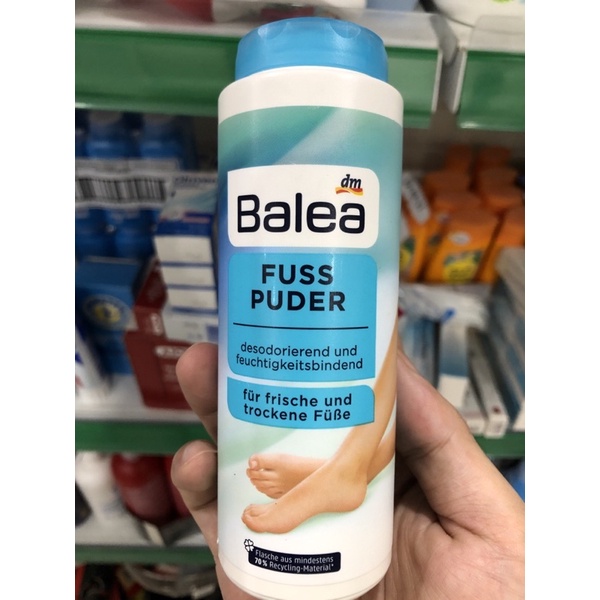 dm
Balea
FUSS
PUDER
desodorierend und
feuchtigkeitsbindend
für frische und
trockene Füße
Flasche aus mindestens
70% Recycling-Material*